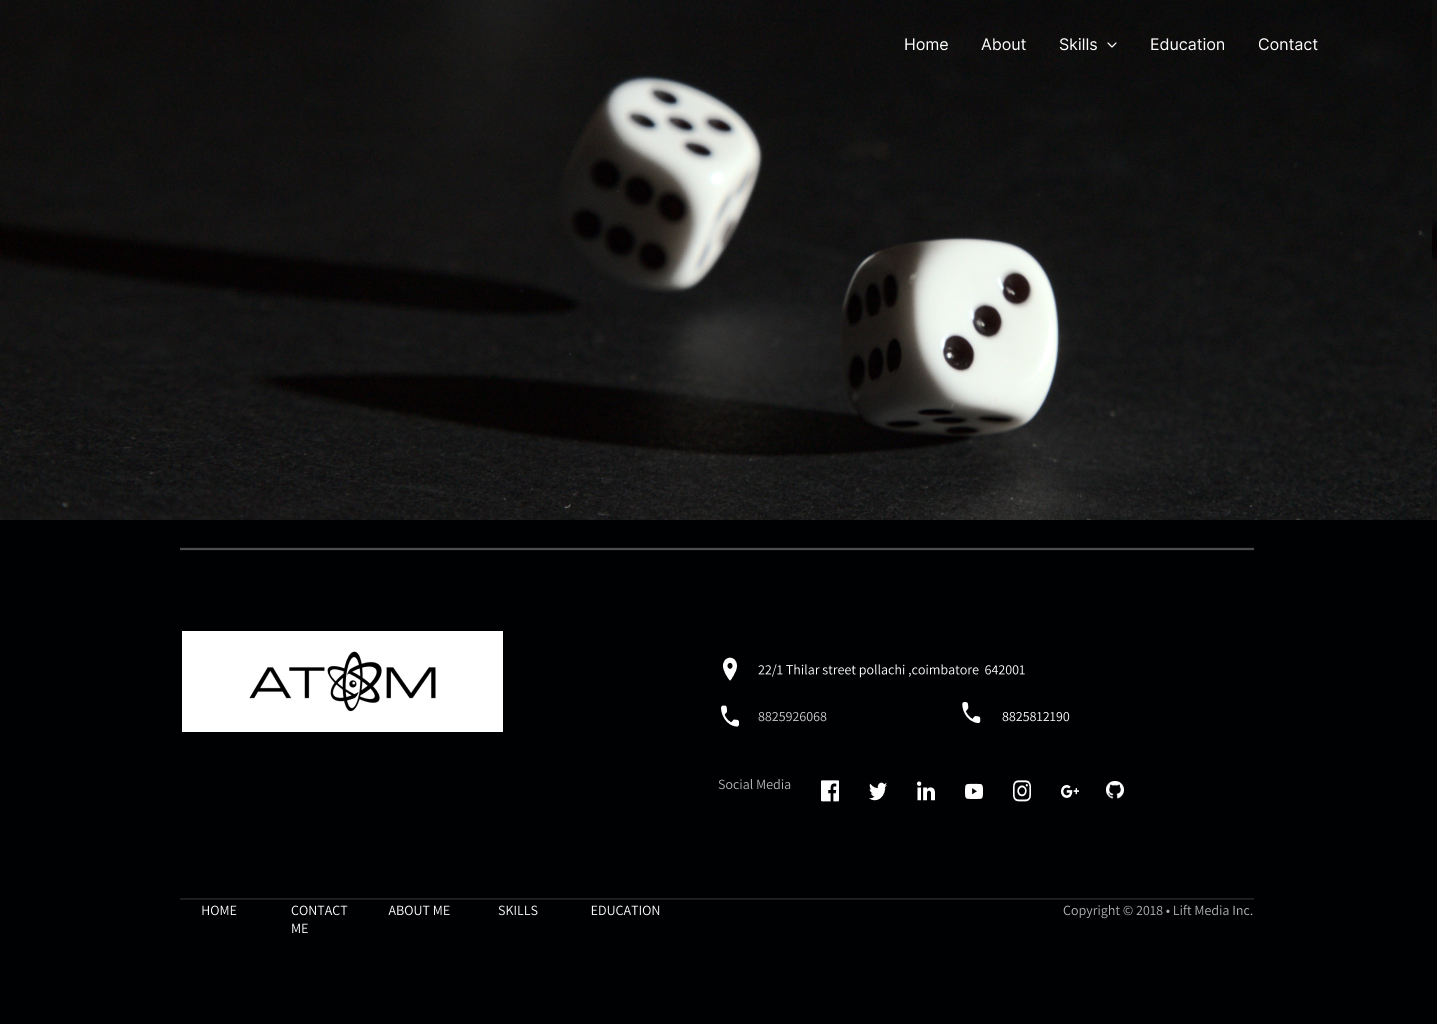 Home About Skills Education Contact
ATOM
22/1 Thilar street pollachi ,coimbatore  642001
8825926068 8825812190
Social Media
HOME CONTACT ABOUT ME SKILLS EDUCATION Copyright © 2018 • Lift Media Inc.
ME